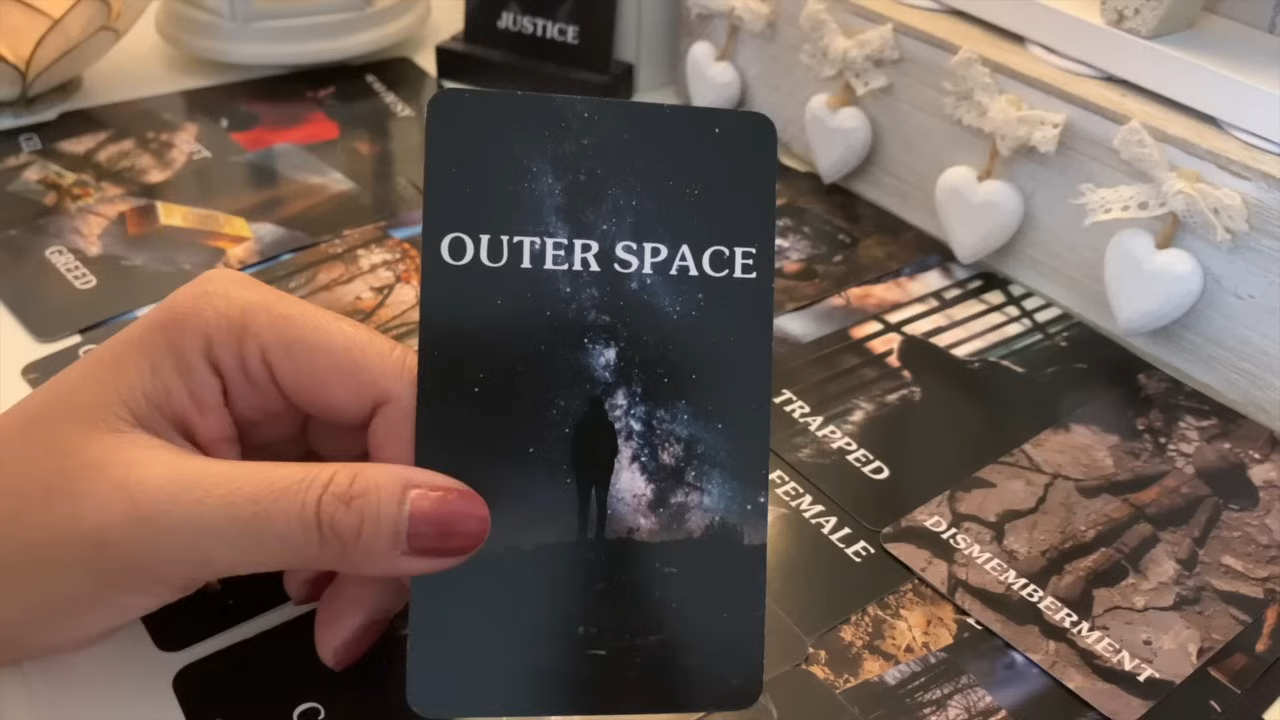 JUSTICE
GREED
OUTER SPACE
TRAPPED
FEMALE
DISMEMBERMENT